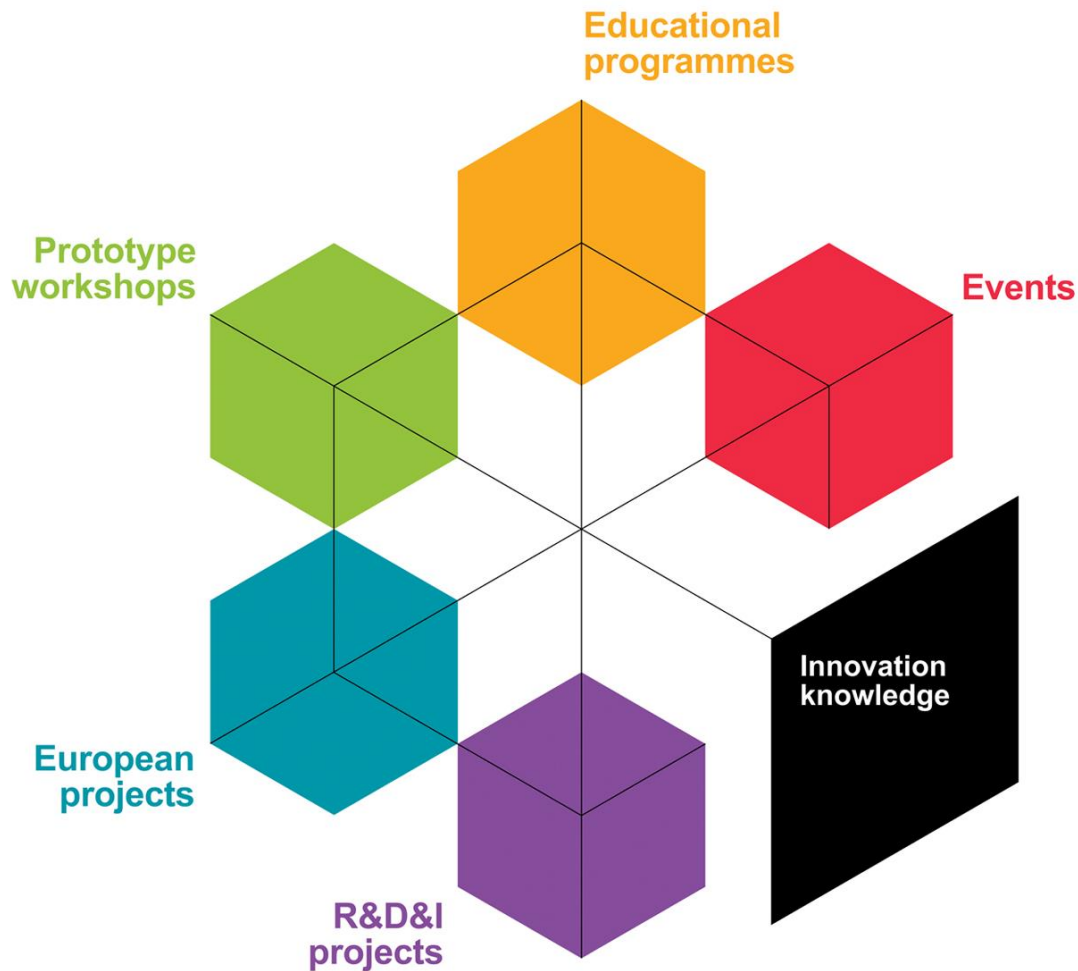 Educational
programmes
Prototype
workshops
Events
Innovation
knowledge
European
projects
R&D&I
projects